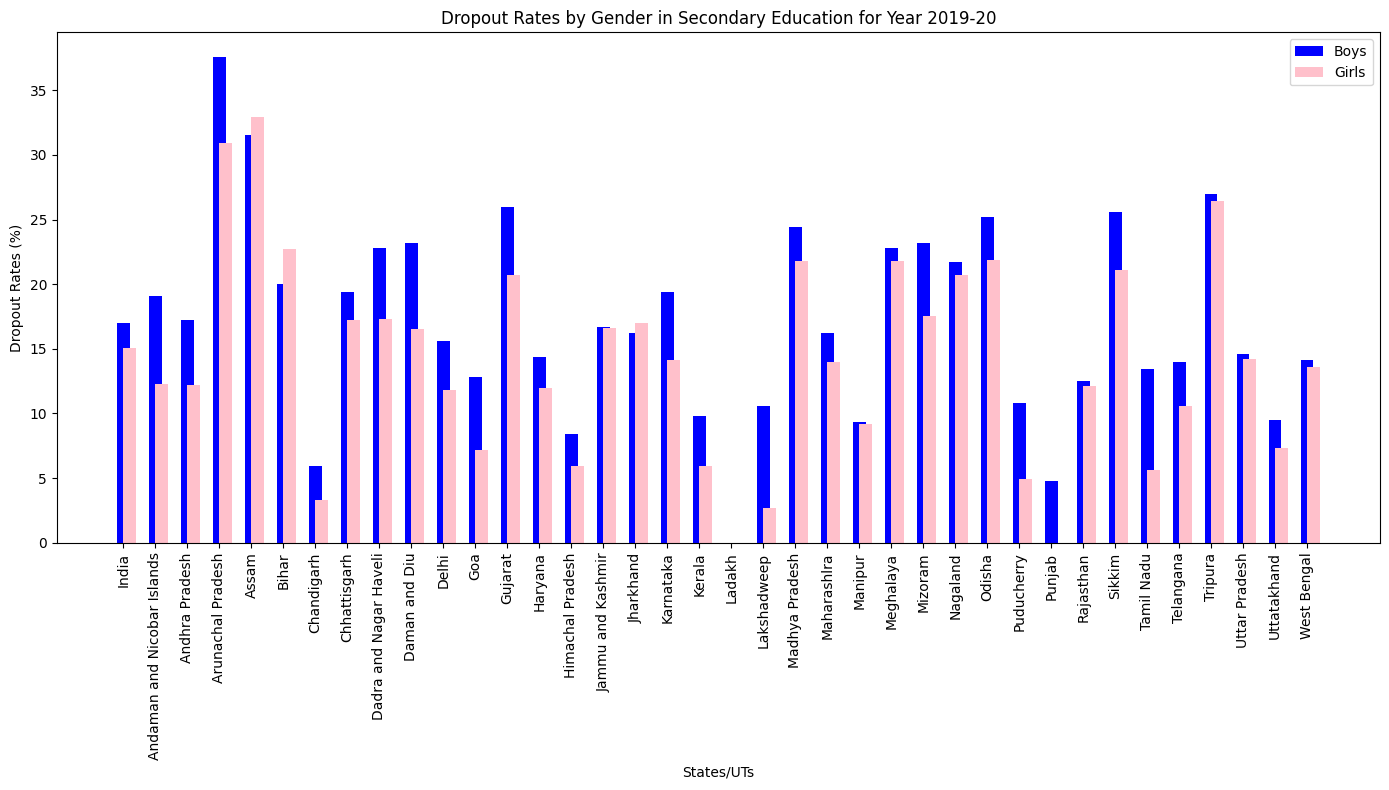 Dropout Rates by Gender in Secondary Education for Year 2019-20
Boys
Girls
Dropout Rates (%)
35
30
25
20
15
10
5
0
India
Andaman and Nicobar Islands
Andhra Pradesh
Arunachal Pradesh
Assam
Bihar
Chandigarh
Chhattisgarh
Dadra and Nagar Haveli
Daman and Diu
Delhi
Goa
Gujarat
Haryana
Himachal Pradesh
Jammu and Kashmir
Jharkhand
Karnataka
Kerala
Ladakh
Lakshadweep
Madhya Pradesh
Maharashlra
Manipur
Meghalaya
Mizoram
Nagaland
Odisha
Puducherry
Punjab
Rajasthan
Sikkim
Tamil Nadu
Telangana
Tripura
Uttar Pradesh
Uttakhand
West Bengal
States/UTs